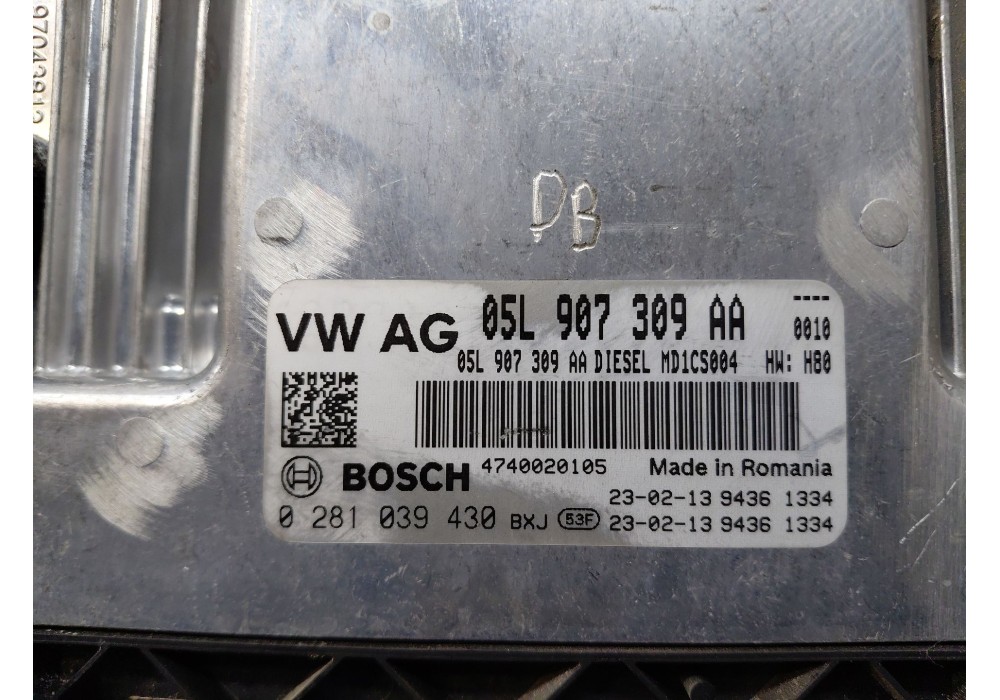 DB
VW AG 05L 907 309 AA ----
0010
05L 907 309 AA DIESEL MD1CS004 HW: H80
BOSCH 4740020105 Made in Romania
23-02-13 9436 1334
0 281 039 430 BXJ 53F 23-02-13 9436 1334